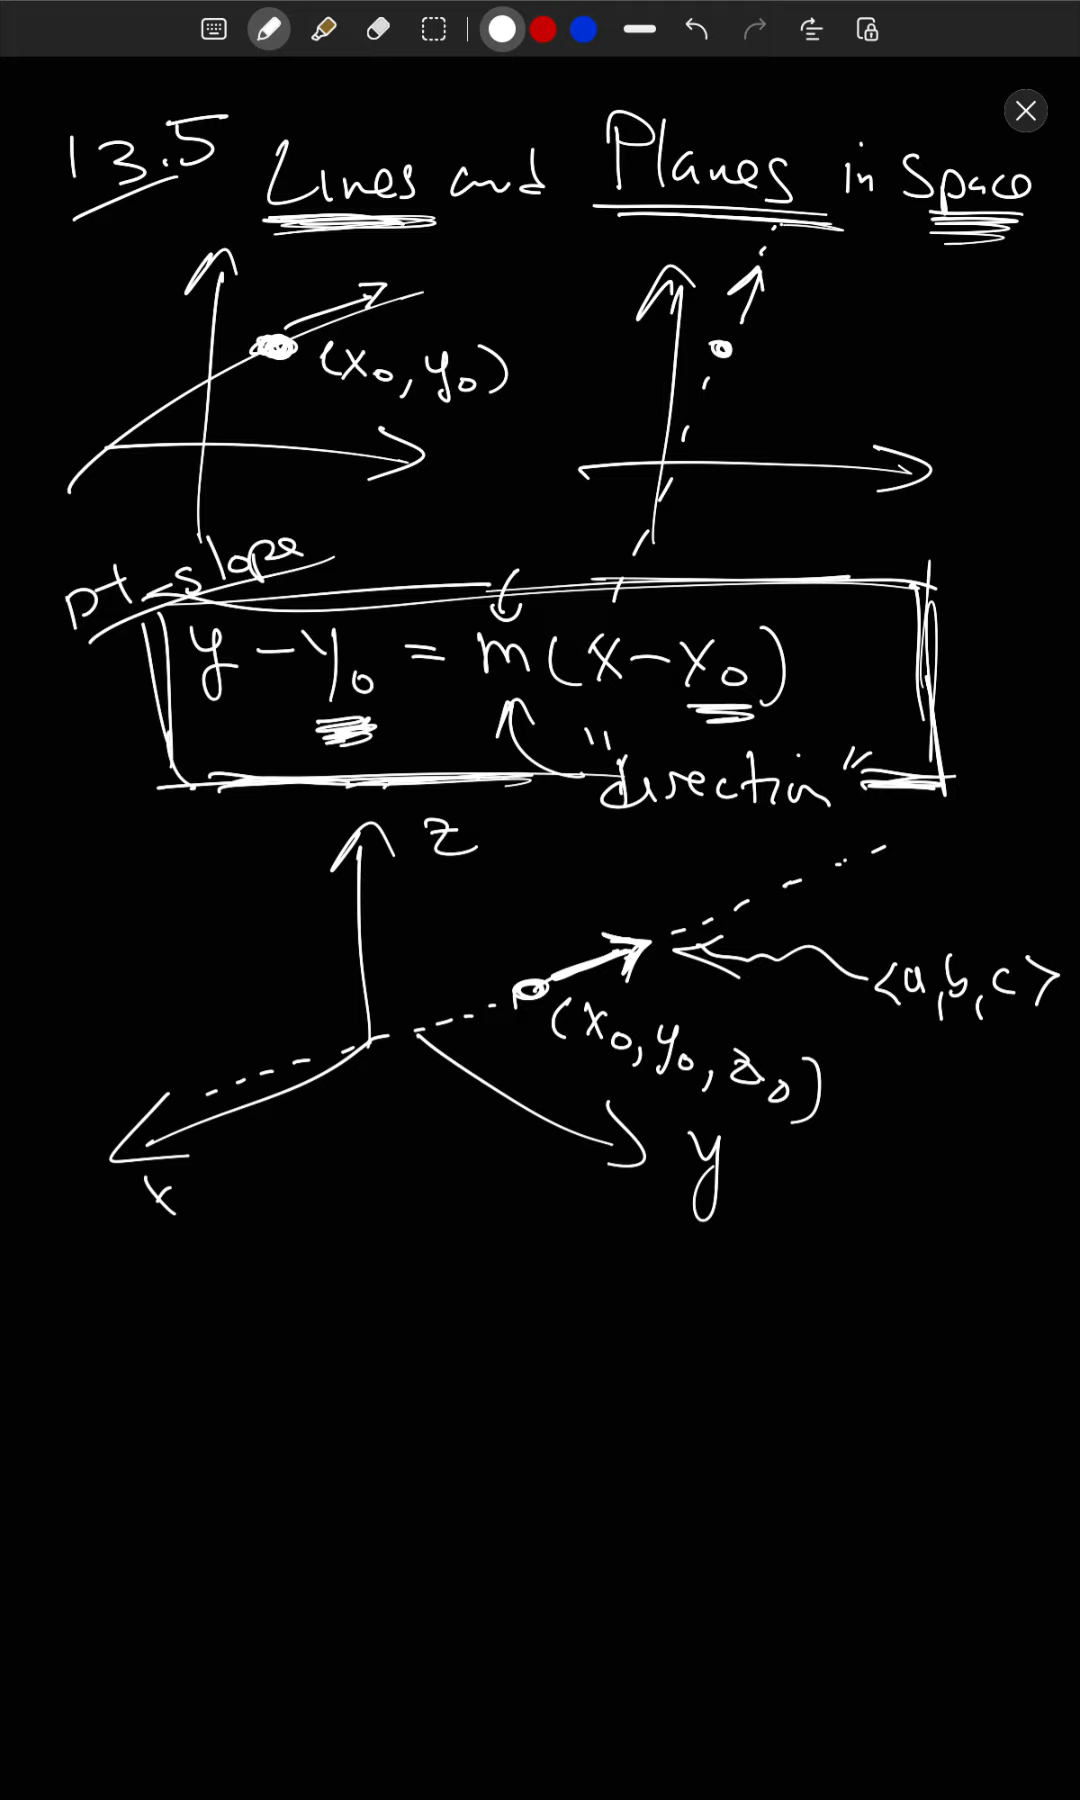 13.5 Lines and Planes in Space
(x₀, y₀)
pt-slope
y - y₀ = m(x - x₀)
"direction"
z
<a, b, c>
(x₀, y₀, z₀)
y
x